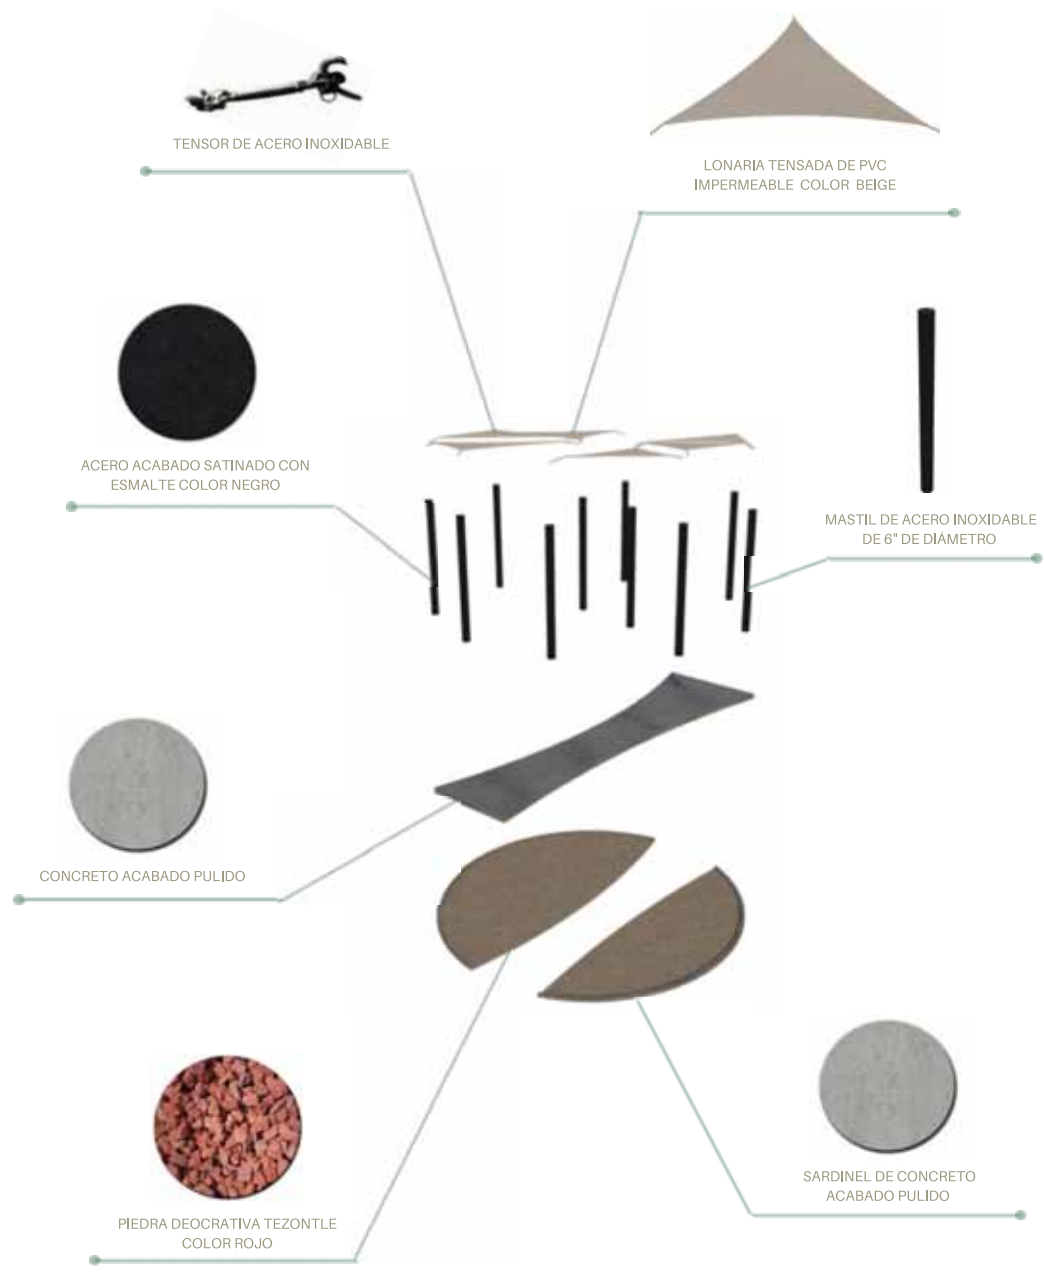 TENSOR DE ACERO INOXIDABLE
LONARIA TENSADA DE PVC
IMPERMEABLE COLOR BEIGE
ACERO ACABADO SATINADO CON
ESMALTE COLOR NEGRO
MASTIL DE ACERO INOXIDABLE
DE 6" DE DIÁMETRO
CONCRETO ACABADO PULIDO
SARDINEL DE CONCRETO
ACABADO PULIDO
PIEDRA DEOCRATIVA TEZONTLE
COLOR ROJO